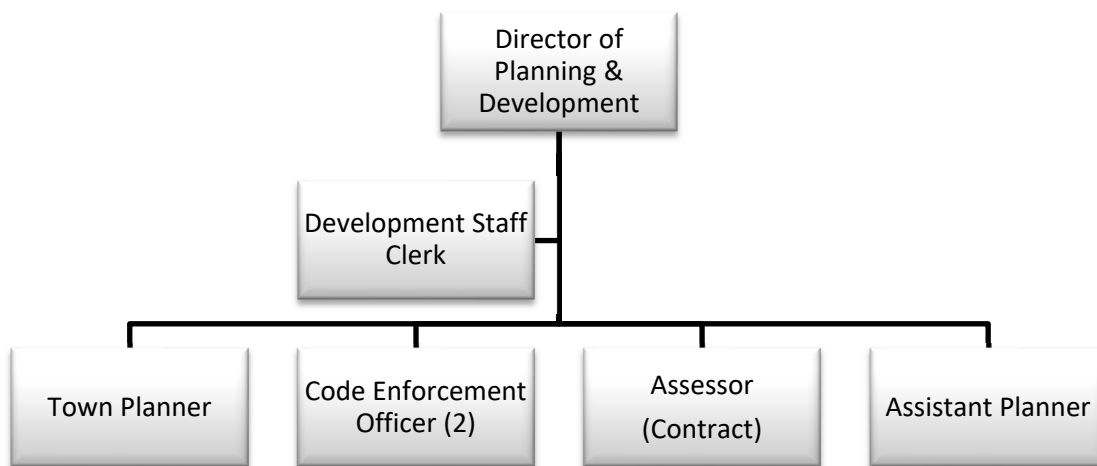 Director of
Planning &
Development
Development Staff
Clerk
Town Planner
Code Enforcement
Officer (2)
Assessor
(Contract)
Assistant Planner